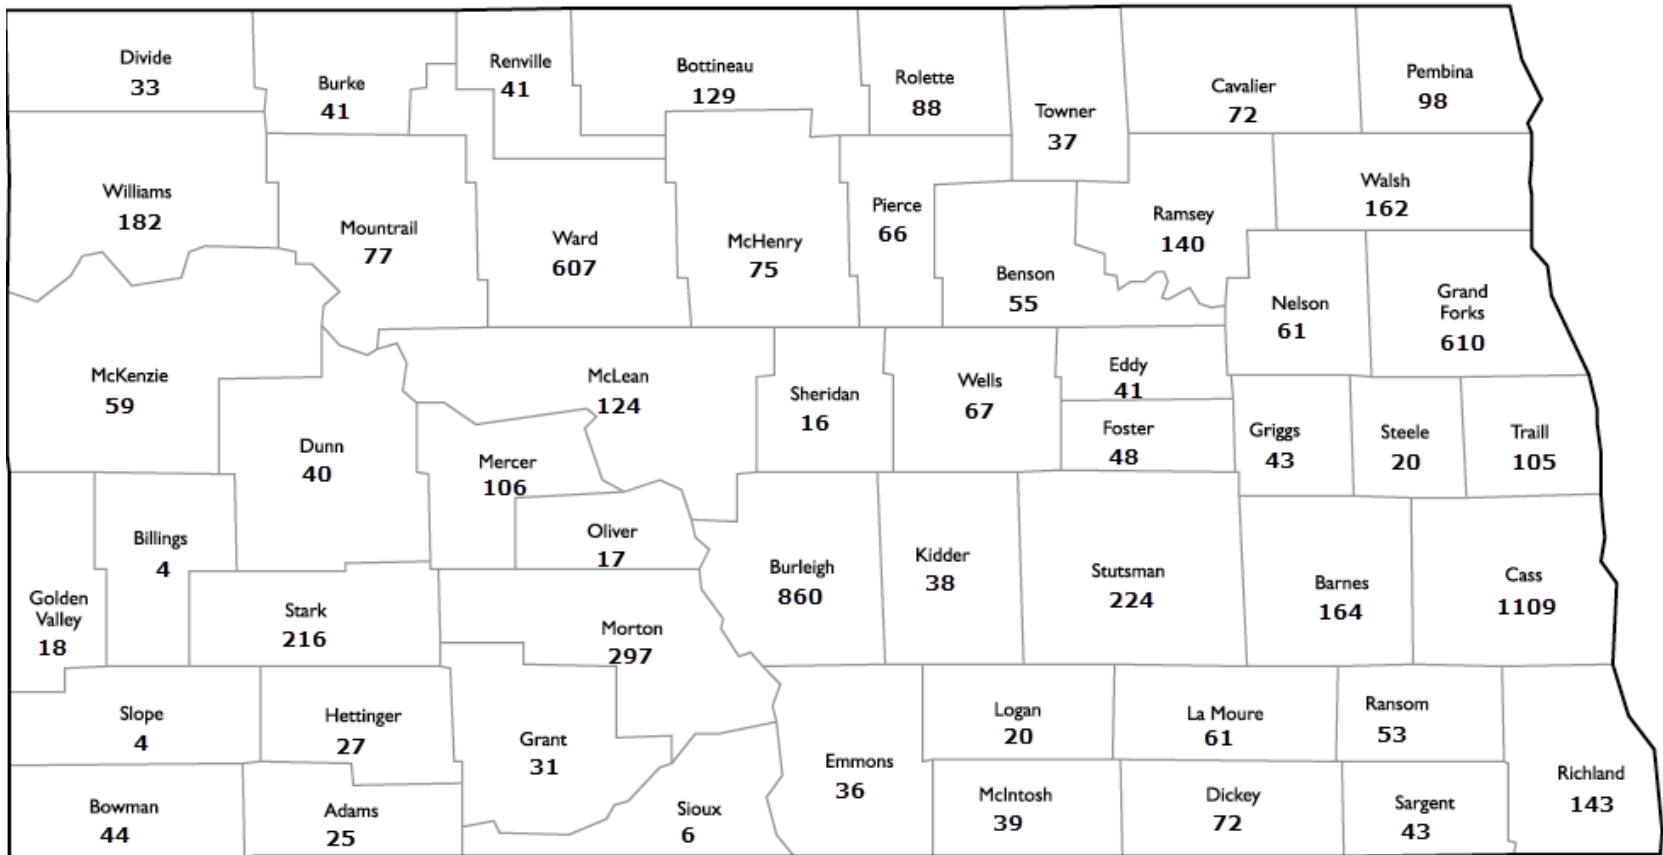 Divide
33
Burke
41
Renville
41
Bottineau
129
Rolette
88
Towner
37
Cavalier
72
Pembina
98
Williams
182
Mountrail
77
Ward
607
McHenry
75
Pierce
66
Benson
55
Ramsey
140
Walsh
162
Nelson
61
Grand
Forks
610
McKenzie
59
Dunn
40
McLean
124
Mercer
106
Oliver
17
Sheridan
16
Wells
67
Eddy
41
Foster
48
Griggs
43
Steele
20
Traill
105
Golden
Valley
18
Billings
4
Stark
216
Morton
297
Burleigh
860
Kidder
38
Stutsman
224
Barnes
164
Cass
1109
Slope
4
Hettinger
27
Grant
31
Emmons
36
Logan
20
La Moure
61
Ransom
53
Richland
143
Bowman
44
Adams
25
Sioux
6
McIntosh
39
Dickey
72
Sargent
43